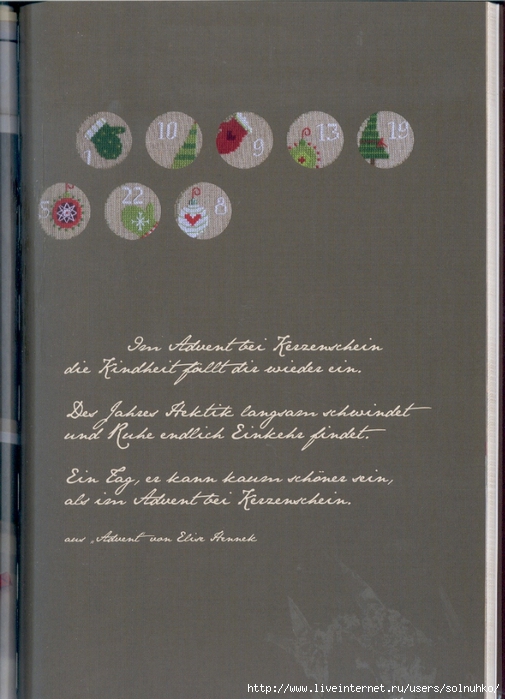 1 10 9 13 19
5 22 8
Im Advent bei Kerzenschein
die Kindheit fällt dir wieder ein.
Des Jahres Hektik langsam schwindet
und Ruhe endlich Einkehr findet.
Ein Tag, er kann kaum schöner sein,
als im Advent bei Kerzenschein.
aus „Advent“ von Elise Hennek
http://www.liveinternet.ru/users/solnuhko/